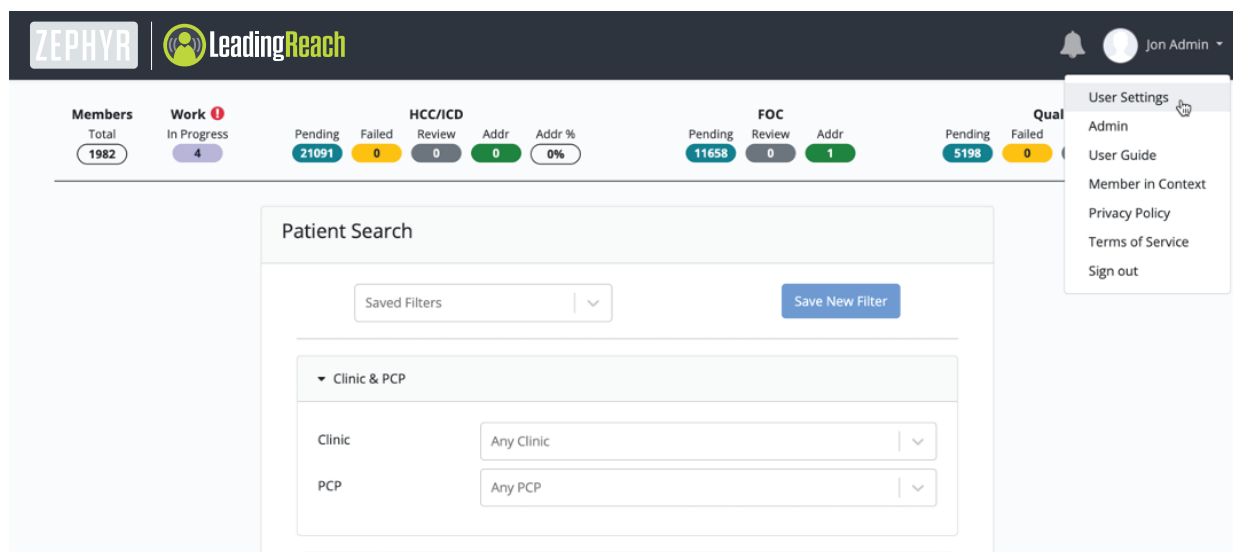 ZEPHYR LeadingReach Jon Admin
Members Work HCC/ICD FOC Qual
Total In Progress Pending Failed Review Addr Addr % Pending Review Addr Pending Failed
1982 4 21091 0 0 0 0% 11658 0 1 5198 0
User Settings
Admin
User Guide
Member in Context
Privacy Policy
Terms of Service
Sign out
Patient Search
Saved Filters Save New Filter
Clinic & PCP
Clinic Any Clinic
PCP Any PCP